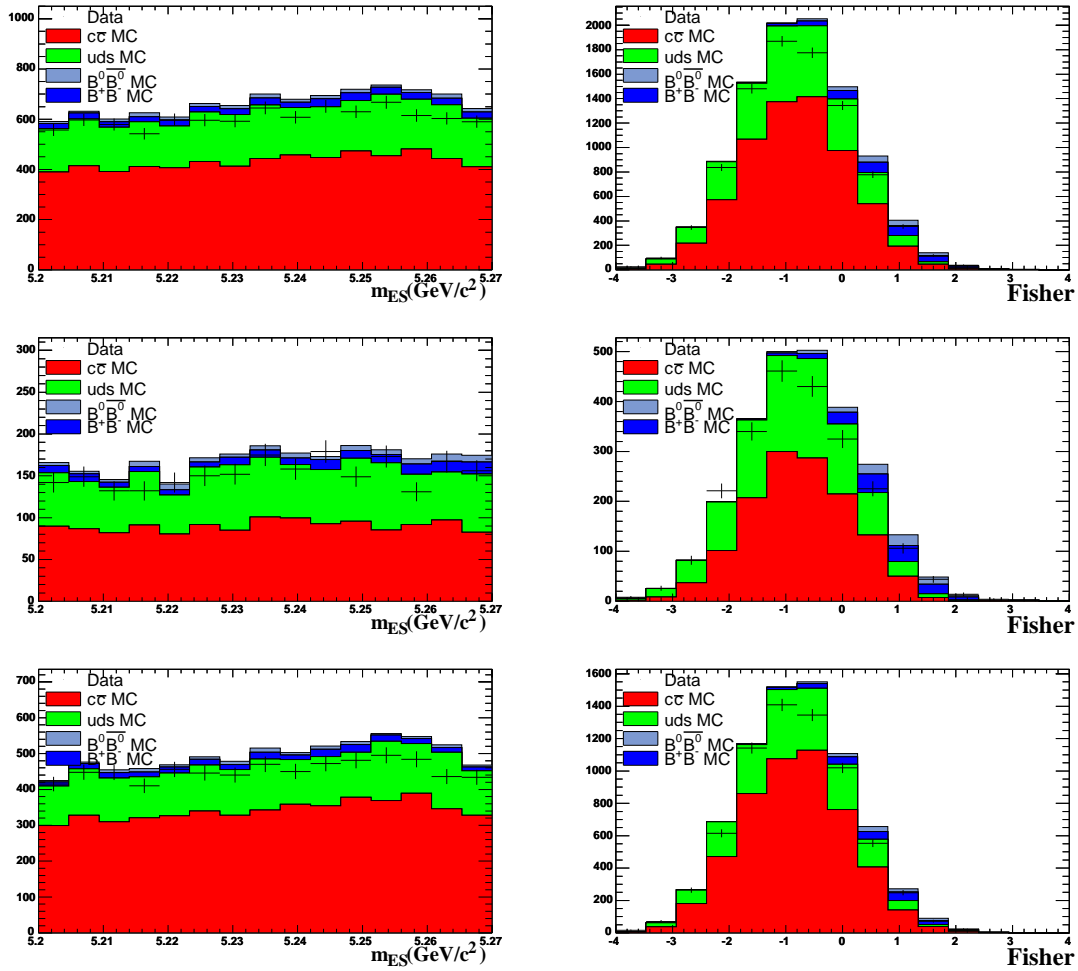 1000
800
600
400
200
0
Data
cc̄ MC
uds MC
B⁰B̄⁰ MC
B⁺B⁻ MC
5.2 5.21 5.22 5.23 5.24 5.25 5.26 5.27
m_ES(GeV/c²)
2000
1800
1600
1400
1200
1000
800
600
400
200
0
Data
cc̄ MC
uds MC
B⁰B̄⁰ MC
B⁺B⁻ MC
-4 -3 -2 -1 0 1 2 3 4
Fisher
300
250
200
150
100
50
0
Data
cc̄ MC
uds MC
B⁰B̄⁰ MC
B⁺B⁻ MC
5.2 5.21 5.22 5.23 5.24 5.25 5.26 5.27
m_ES(GeV/c²)
500
400
300
200
100
0
Data
cc̄ MC
uds MC
B⁰B̄⁰ MC
B⁺B⁻ MC
-4 -3 -2 -1 0 1 2 3 4
Fisher
700
600
500
400
300
200
100
0
Data
cc̄ MC
uds MC
B⁰B̄⁰ MC
B⁺B⁻ MC
5.2 5.21 5.22 5.23 5.24 5.25 5.26 5.27
m_ES(GeV/c²)
1600
1400
1200
1000
800
600
400
200
0
Data
cc̄ MC
uds MC
B⁰B̄⁰ MC
B⁺B⁻ MC
-4 -3 -2 -1 0 1 2 3 4
Fisher